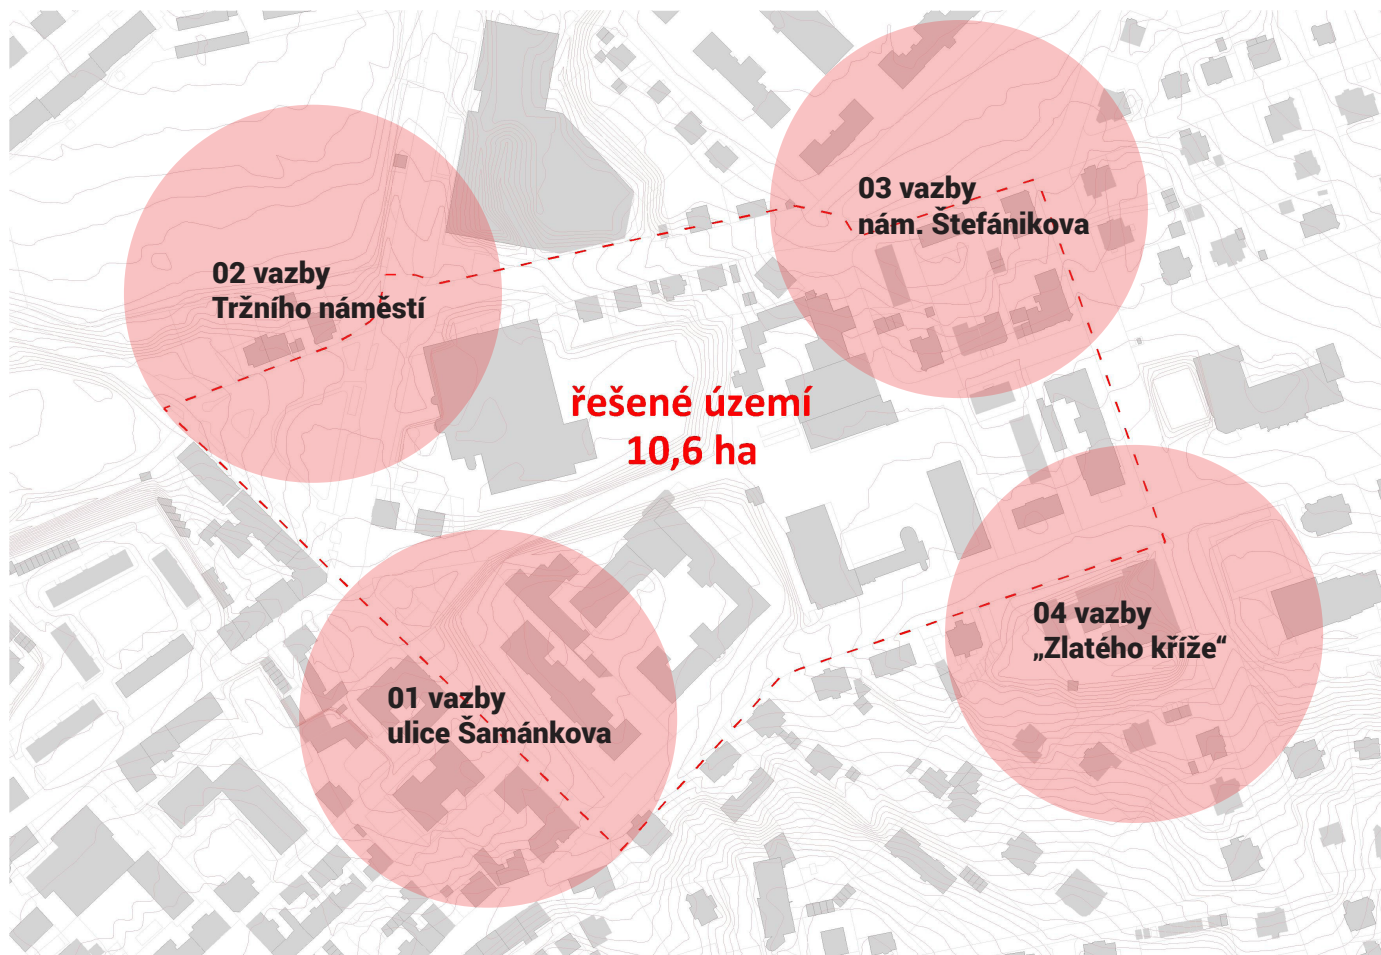 03 vazby
nám. Štefánikova
02 vazby
Tržního náměstí
řešené území
10,6 ha
04 vazby
„Zlatého kříže“
01 vazby
ulice Šamánkova